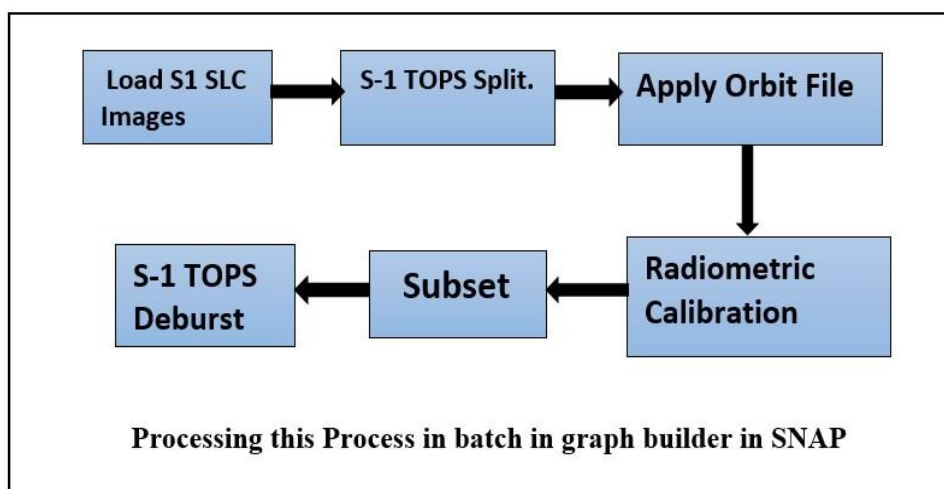 Load S1 SLC
Images
S-1 TOPS Split.
Apply Orbit File
Radiometric
Calibration
Subset
S-1 TOPS
Deburst
Processing this Process in batch in graph builder in SNAP